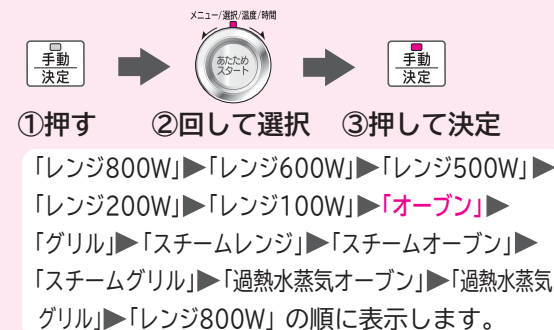 メニュー/選択/温度/時間
手動
決定
あたため
スタート
手動
決定
①押す ②回して選択 ③押して決定
「レンジ800W」▶「レンジ600W」▶「レンジ500W」▶
「レンジ200W」▶「レンジ100W」▶「オーブン」▶
「グリル」▶「スチームレンジ」▶「スチームオーブン」▶
「スチームグリル」▶「過熱水蒸気オーブン」▶「過熱水蒸気
グリル」▶「レンジ800W」の順に表示します。